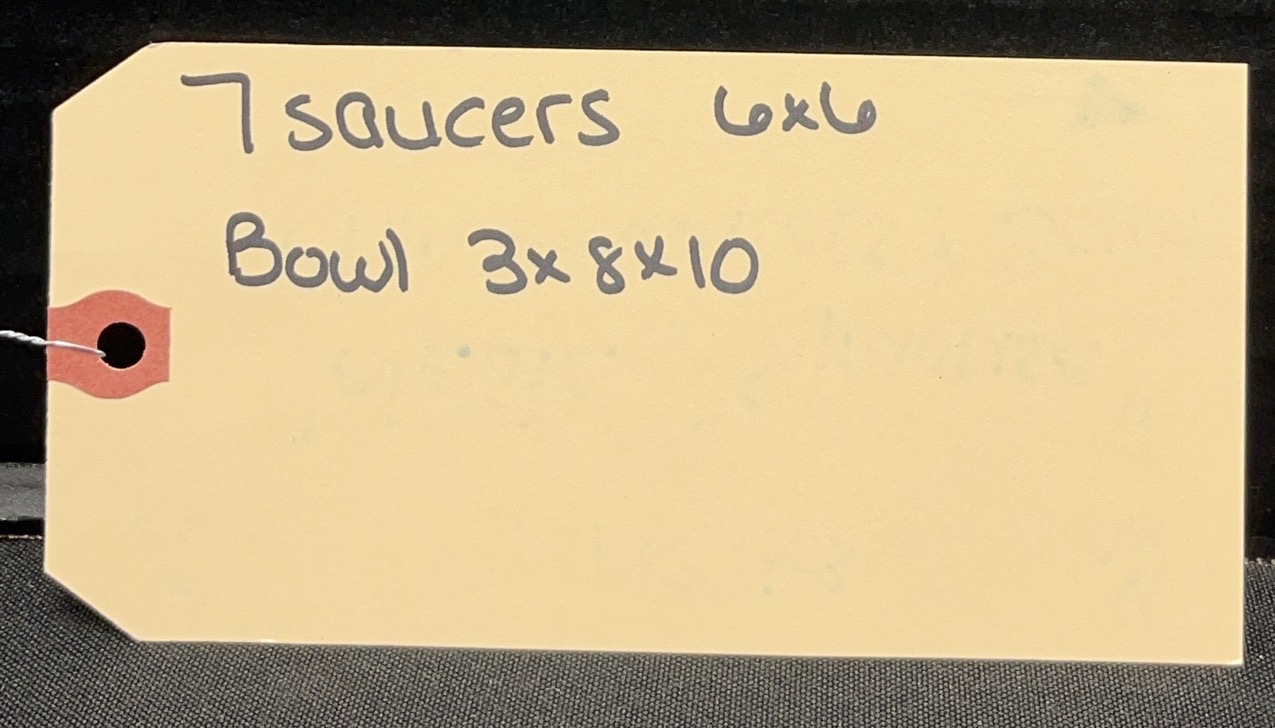 7 saucers 6x6
Bowl 3x8x10